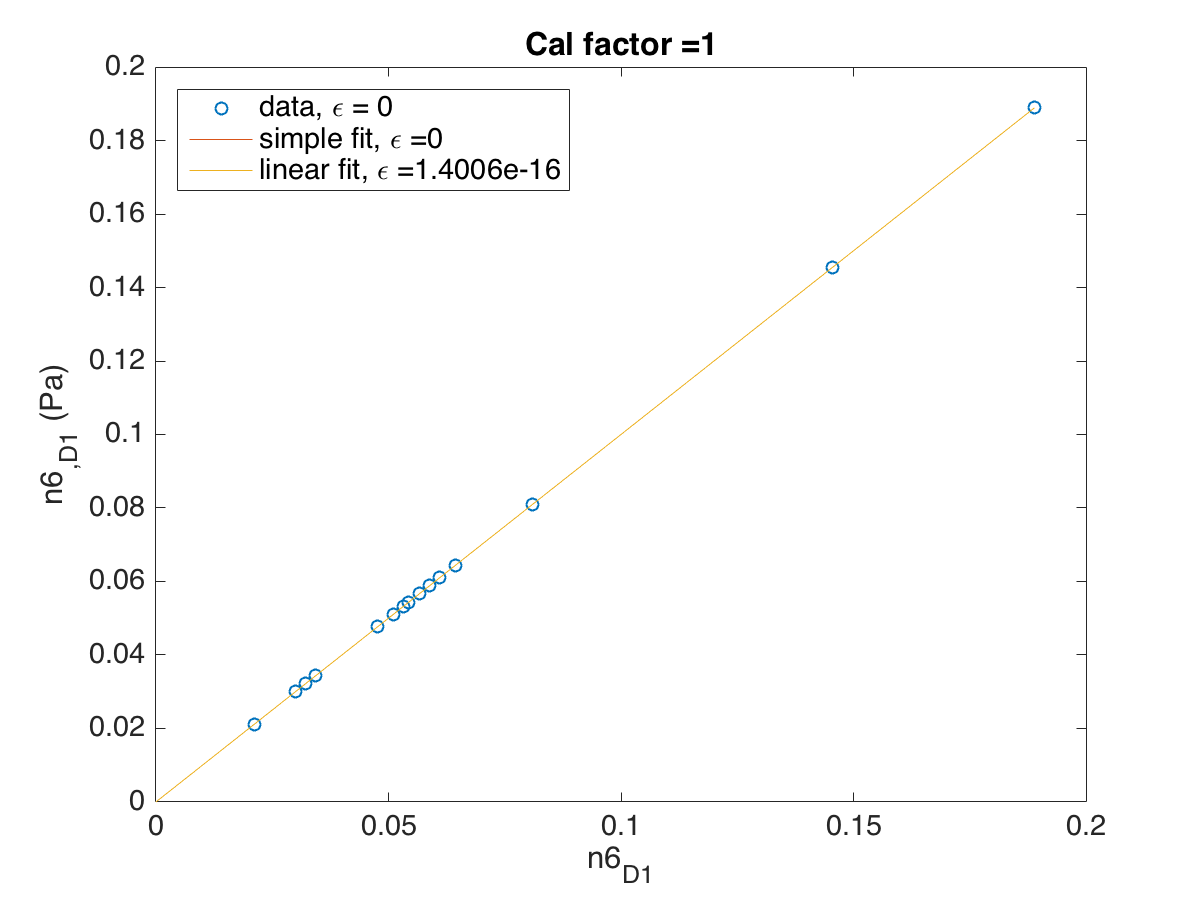 Cal factor =1
data, ϵ = 0
simple fit, ϵ =0
linear fit, ϵ =1.4006e-16
0.2
0.18
0.16
0.14
0.12
0.1
0.08
0.06
0.04
0.02
0
n6,D1 (Pa)
0 0.05 0.1 0.15 0.2
n6D1